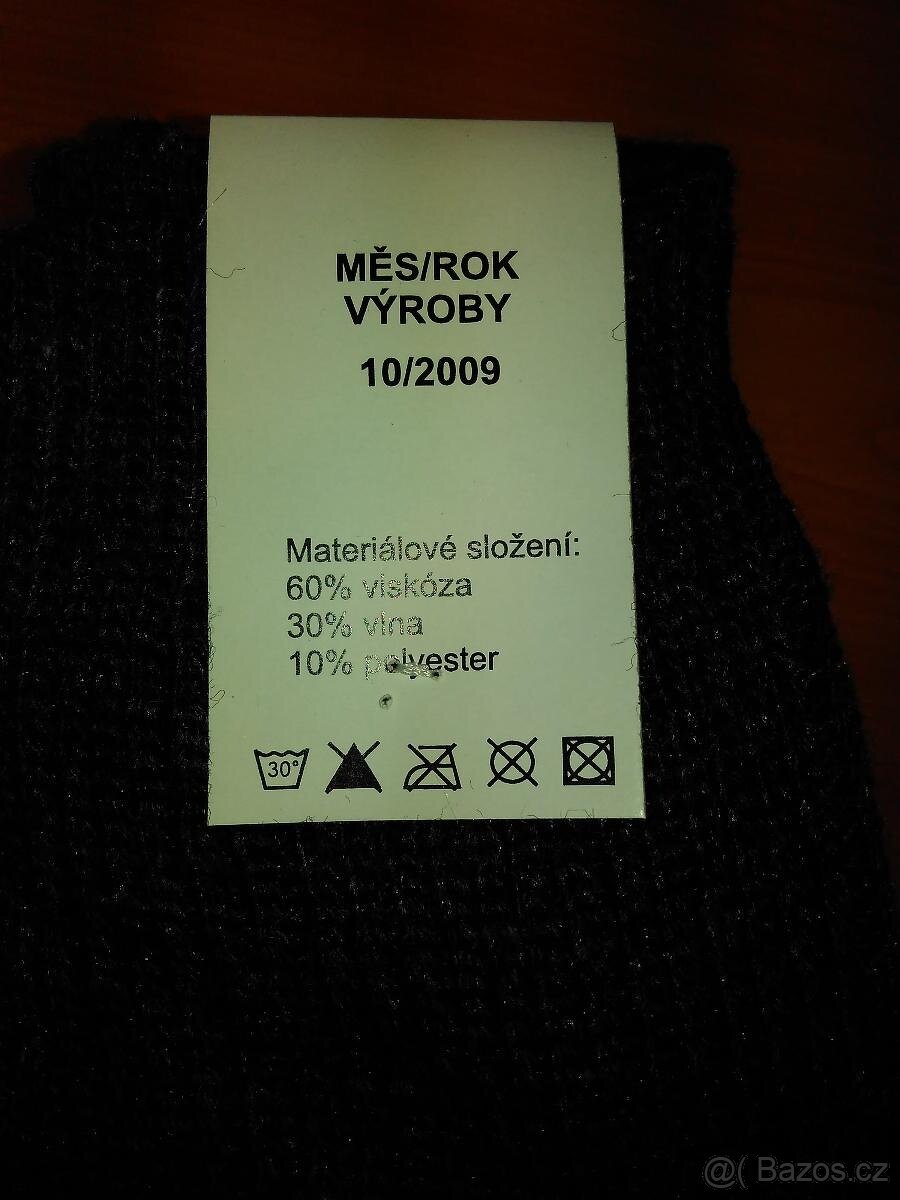 MĚS/ROK
VÝROBY
10/2009
Materiálové složení:
60% viskóza
30% vlna
10% polyester
30°
@( Bazos.cz